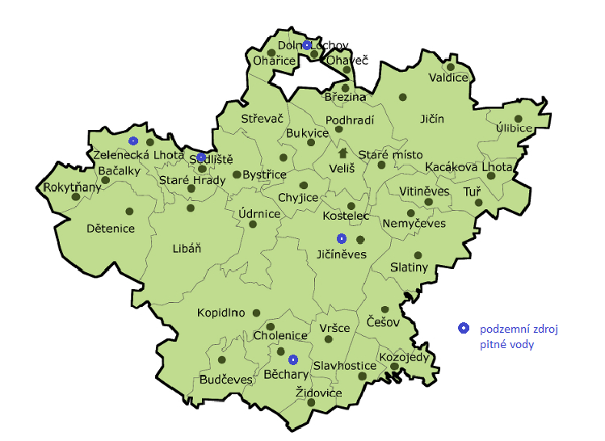 Dolní Lochov
Ohařice
Ohaveč
Valdice
Březina
Střevač
Podhradí
Jičín
Bukvice
Úlibice
Zelenecká Lhota
Sedliště
Staré místo
Veliš
Bačalky
Kacákova Lhota
Bystřice
Rokytňany
Staré Hrady
Vitiněves
Tuř
Chyjice
Údrnice
Kostelec
Dětenice
Nemyčeves
Libáň
Jičíněves
Slatiny
Kopidlno
Češov
Vršce
podzemní zdroj
pitné vody
Cholenice
Kozojedy
Slavhostice
Běchary
Budčeves
Židovice